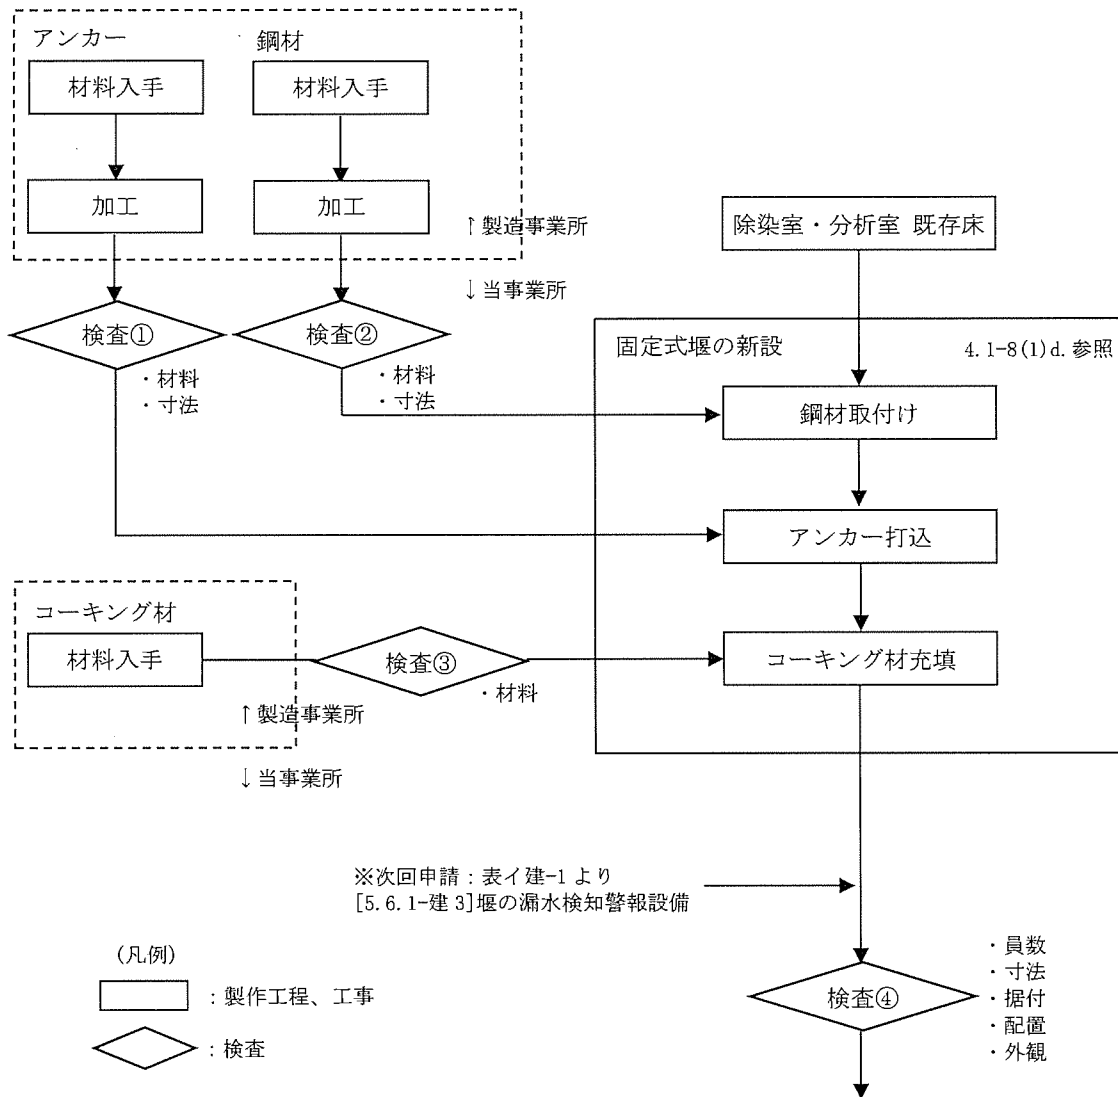 アンカー
鋼材
材料入手
材料入手
加工
加工
↑製造事業所
↓当事業所
検査①
・材料
・寸法
検査②
・材料
・寸法
除染室・分析室 既存床
固定式堰の新設
4.1-8(1)d.参照
鋼材取付け
アンカー打込
コーキング材
材料入手
検査③
・材料
コーキング材充填
↑製造事業所
↓当事業所
※次回申請：表イ建-1 より
[5.6.1-建 3]堰の漏水検知警報設備
検査④
・員数
・寸法
・据付
・配置
・外観
(凡例)
：製作工程、工事
：検査